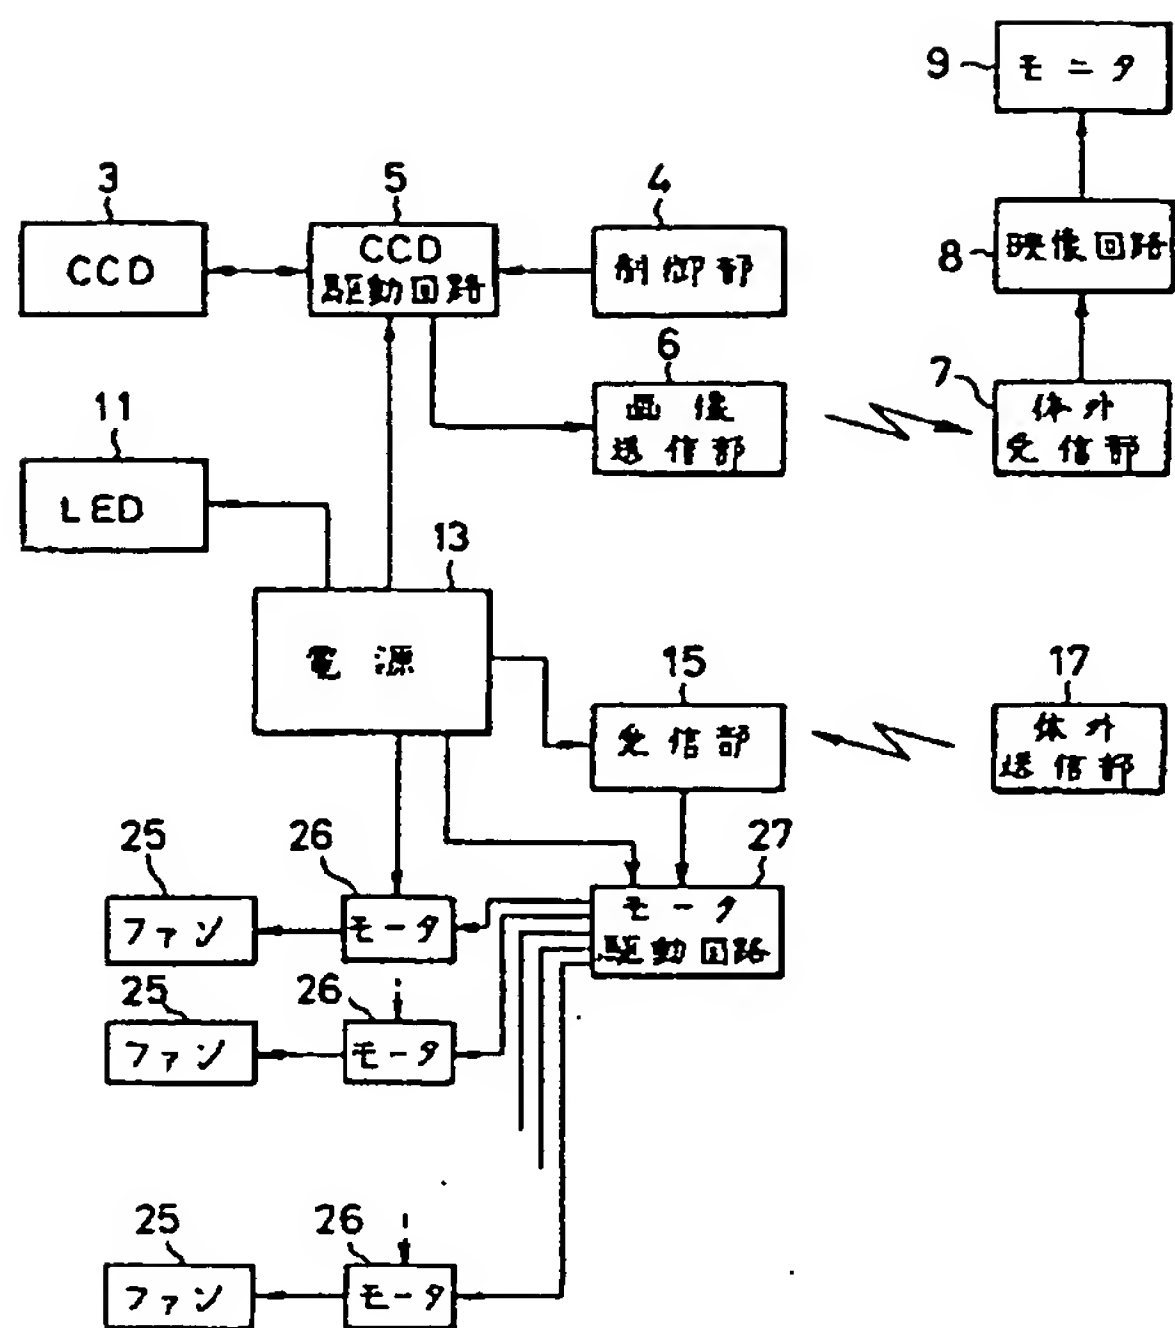 9
モニタ
3
5
4
CCD
CCD
駆動回路
制御部
8
映像回路
6
7
画像
送信部
体外
受信部
11
LED
13
電源
15
17
受信部
体外
送信部
25
26
27
ファン
モータ
モータ
駆動回路
25
26
ファン
モータ
25
26
ファン
モータ